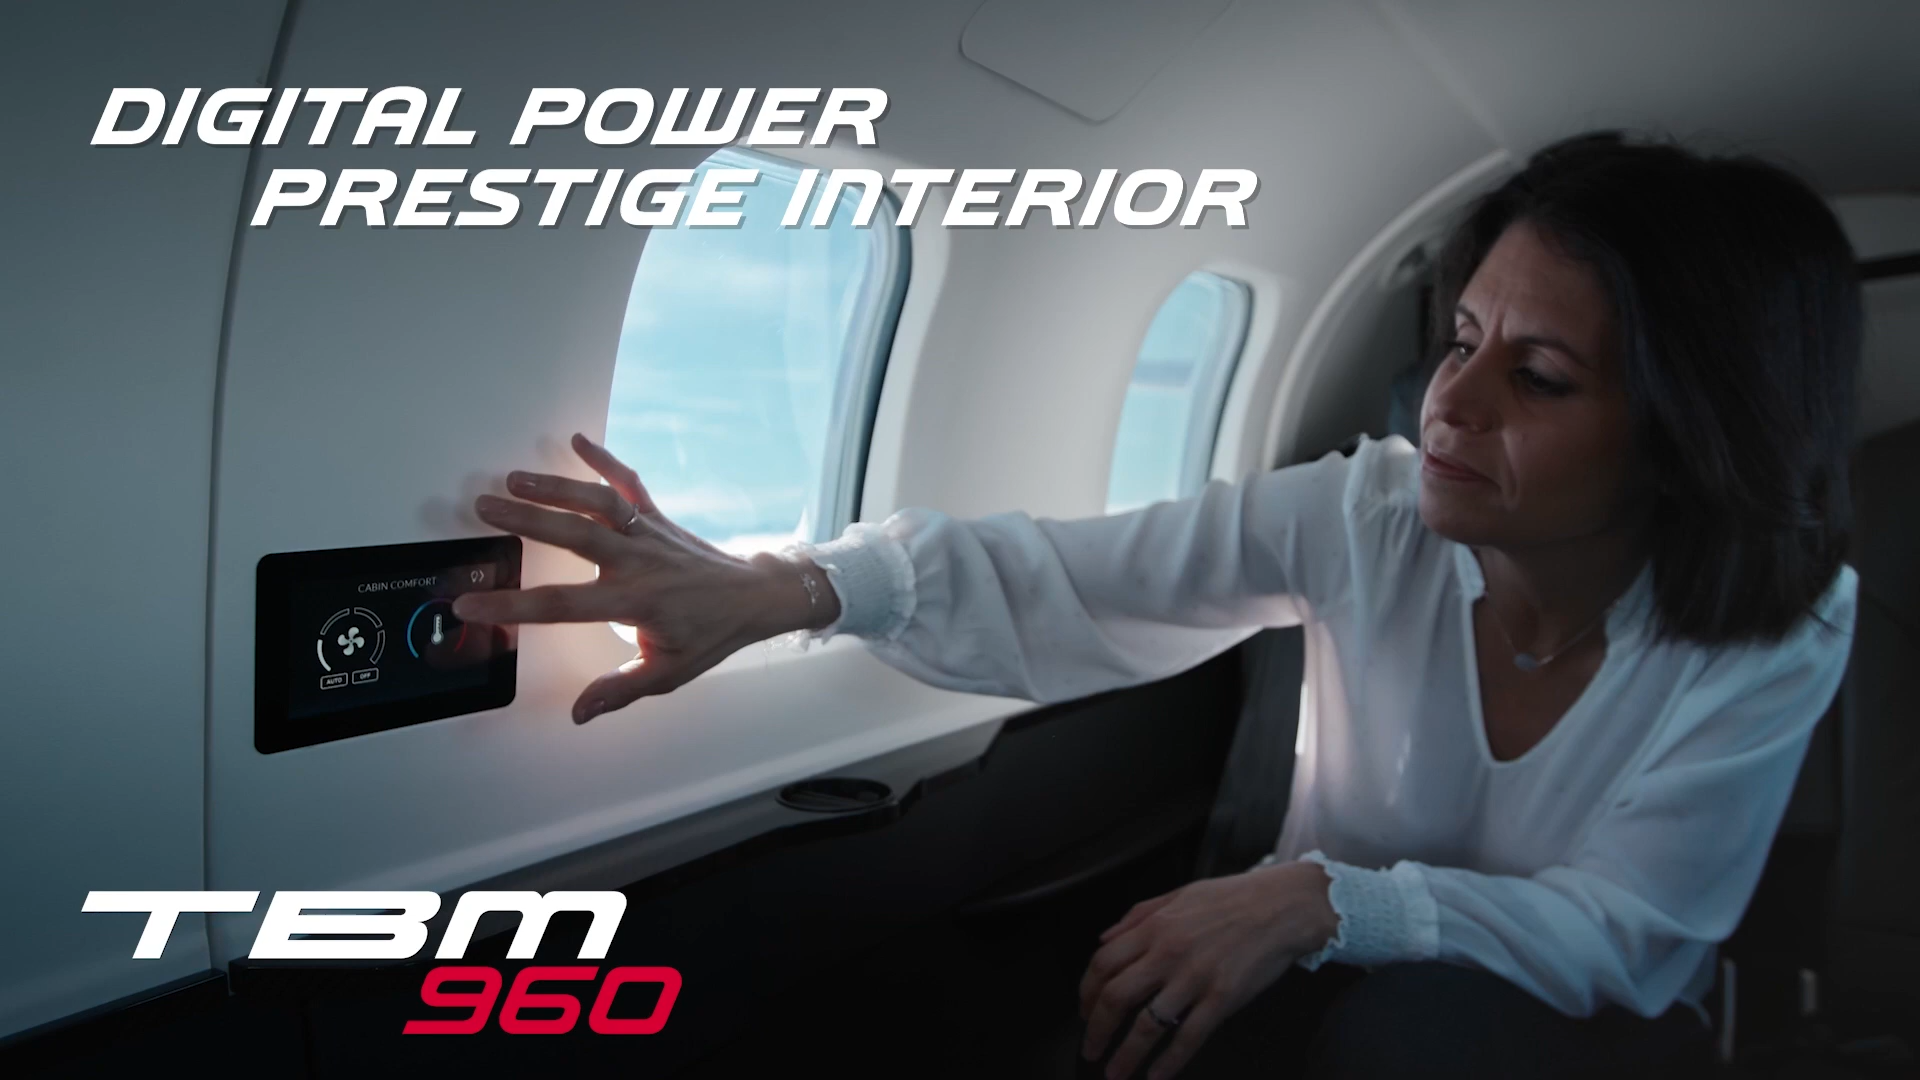 DIGITAL POWER
PRESTIGE INTERIOR
CABIN COMFORT
AUTO OFF
TBM
960